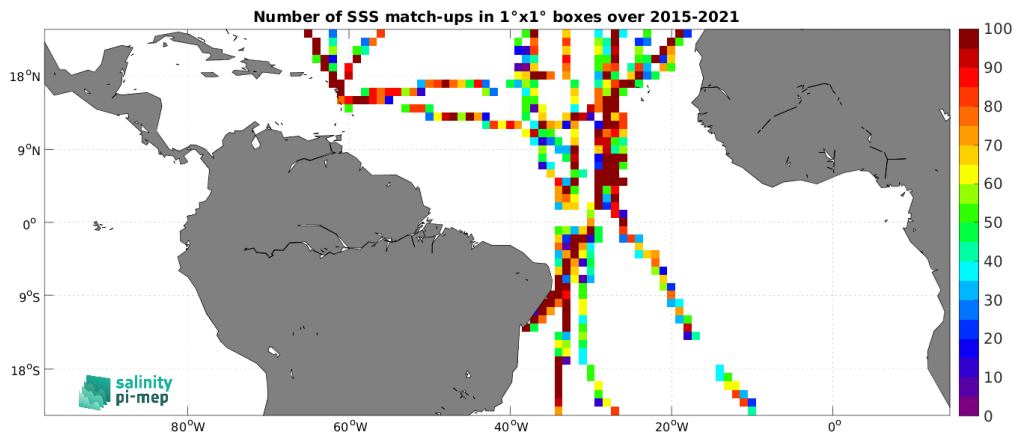 Number of SSS match-ups in 1°x1° boxes over 2015-2021
18°N
9°N
0°
9°S
18°S
80°W
60°W
40°W
20°W
0°
100
90
80
70
60
50
40
30
20
10
0
salinity
pi-mep